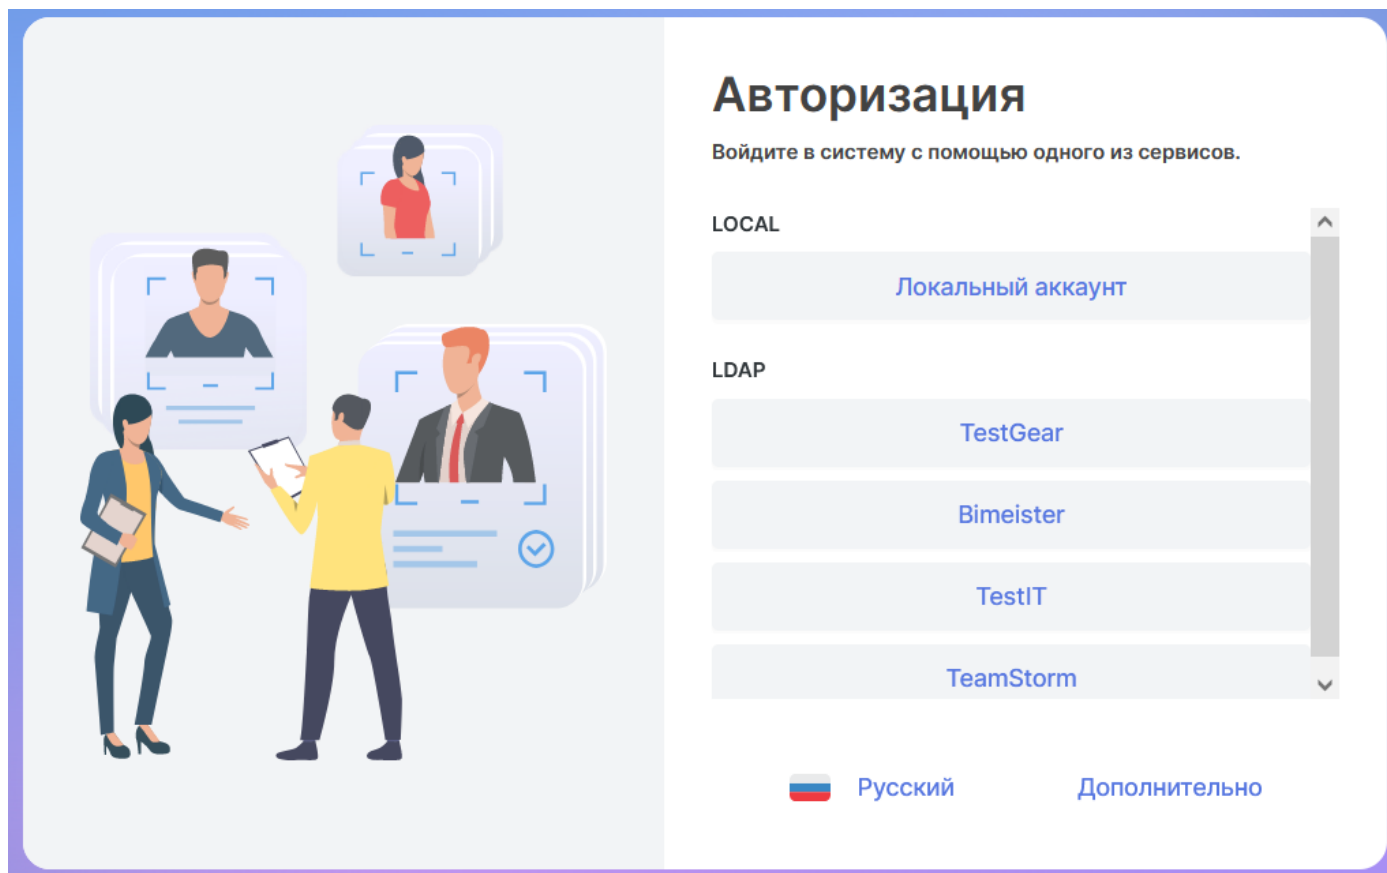 Авторизация
Войдите в систему с помощью одного из сервисов.
LOCAL
Локальный аккаунт
LDAP
TestGear
Bimeister
TestIT
TeamStorm
Русский
Дополнительно